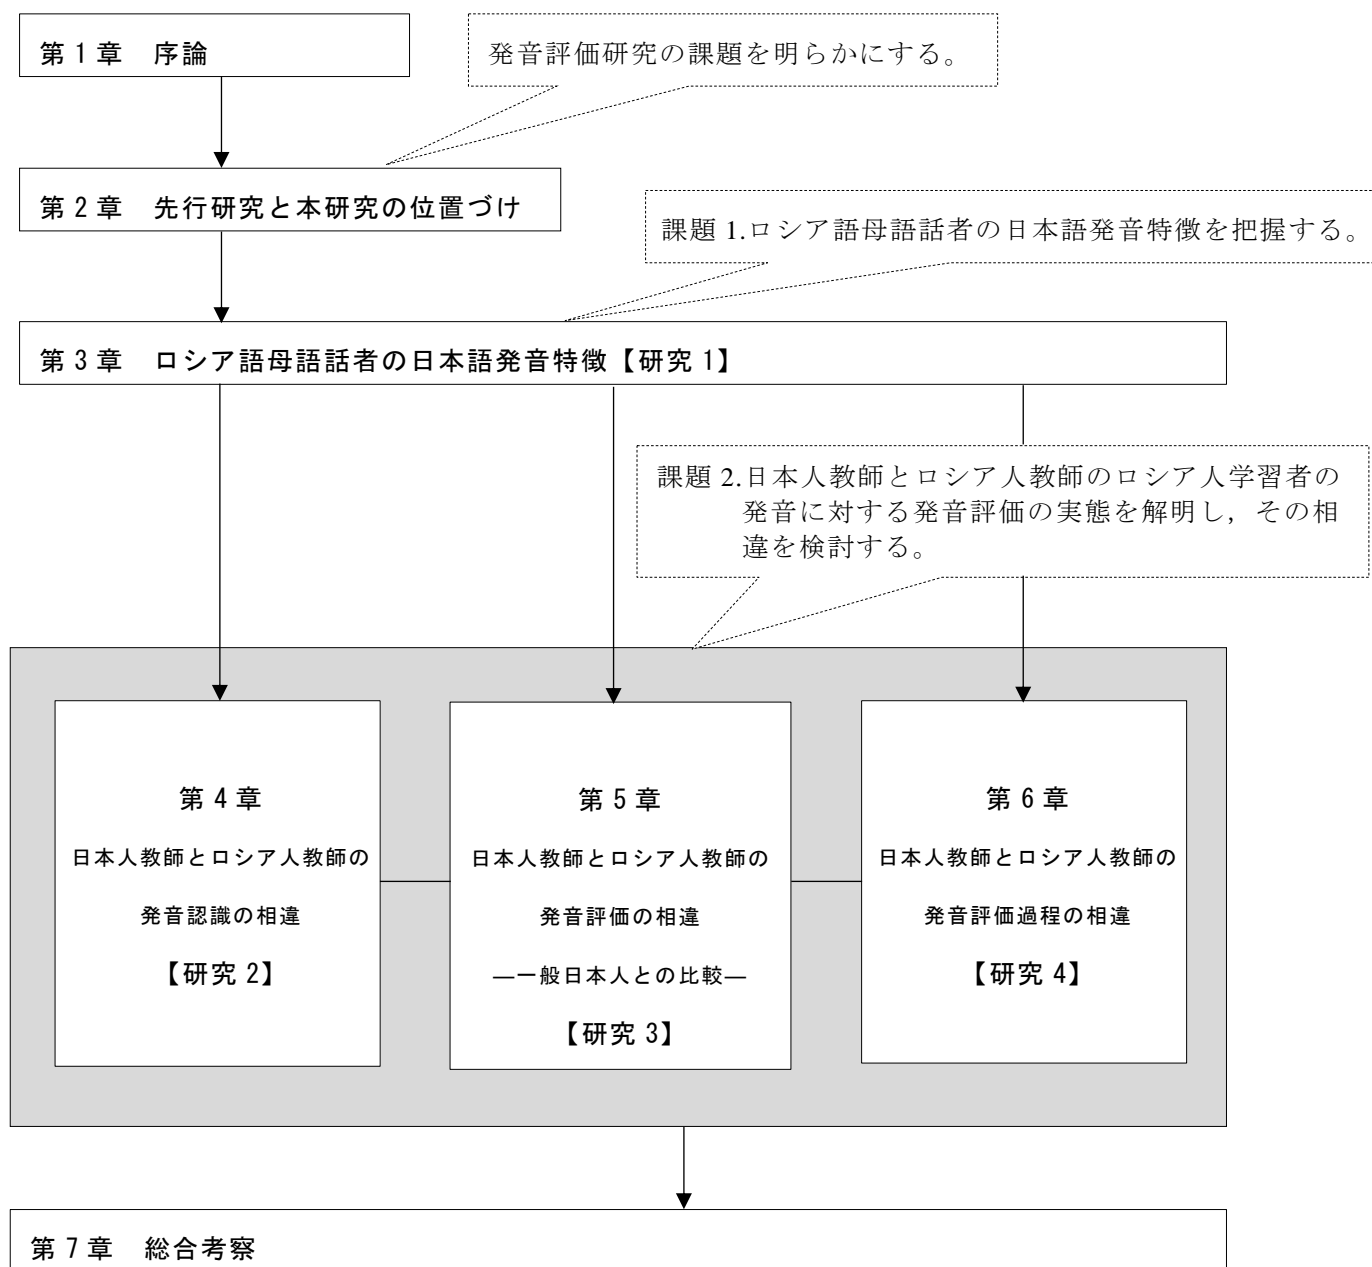 第1章　序論
発音評価研究の課題を明らかにする。
第2章　先行研究と本研究の位置づけ
課題 1.ロシア語母語話者の日本語発音特徴を把握する。
第3章　ロシア語母語話者の日本語発音特徴【研究 1】
課題 2.日本人教師とロシア人教師のロシア人学習者の
発音に対する発音評価の実態を解明し，その相
違を検討する。
第4章
日本人教師とロシア人教師の
発音認識の相違
【研究 2】
第5章
日本人教師とロシア人教師の
発音評価の相違
―一般日本人との比較―
【研究 3】
第6章
日本人教師とロシア人教師の
発音評価過程の相違
【研究 4】
第7章　総合考察